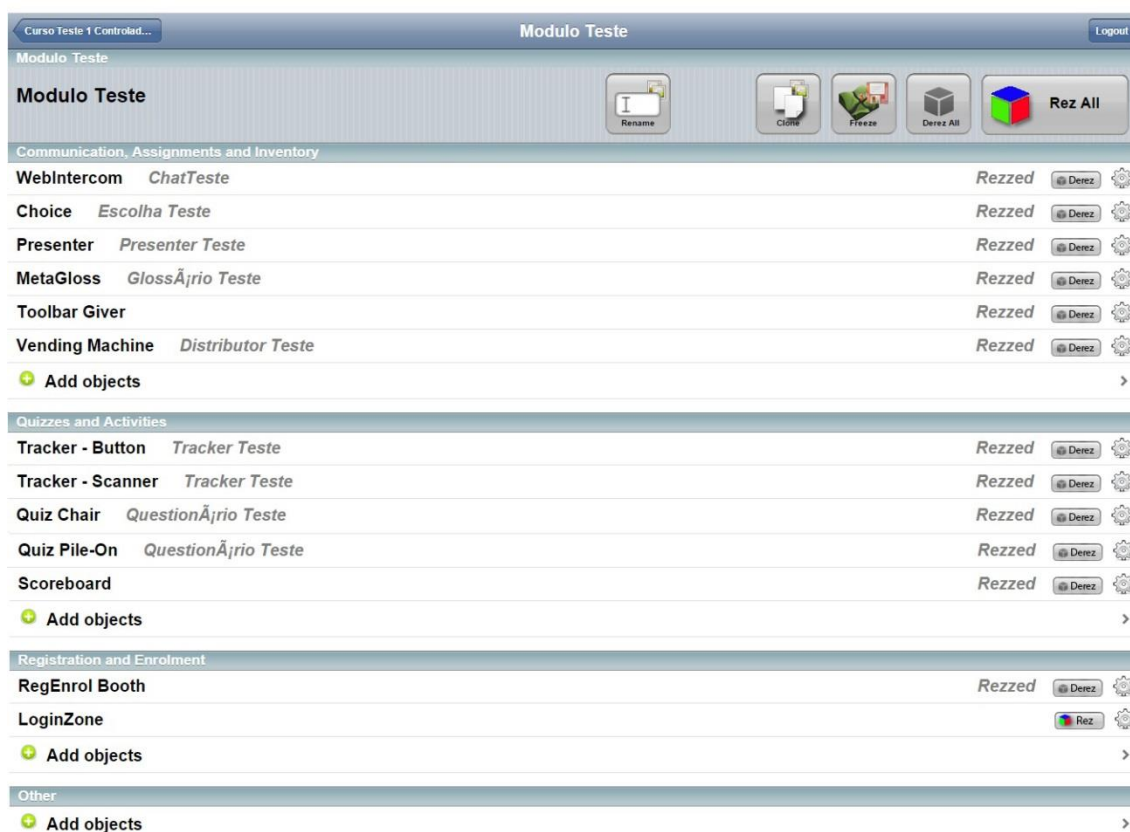 Curso Teste 1 Controlad... Modulo Teste Logout
Modulo Teste
Modulo Teste Rename Clone Freeze Derez All Rez All
Communication, Assignments and Inventory
WebIntercom ChatTeste Rezzed Derez
Choice Escolha Teste Rezzed Derez
Presenter Presenter Teste Rezzed Derez
MetaGloss GlossÃ¡rio Teste Rezzed Derez
Toolbar Giver Rezzed Derez
Vending Machine Distributor Teste Rezzed Derez
Add objects
Quizzes and Activities
Tracker - Button Tracker Teste Rezzed Derez
Tracker - Scanner Tracker Teste Rezzed Derez
Quiz Chair QuestionÃ¡rio Teste Rezzed Derez
Quiz Pile-On QuestionÃ¡rio Teste Rezzed Derez
Scoreboard Rezzed Derez
Add objects
Registration and Enrolment
RegEnrol Booth Rezzed Derez
LoginZone Rez
Add objects
Other
Add objects